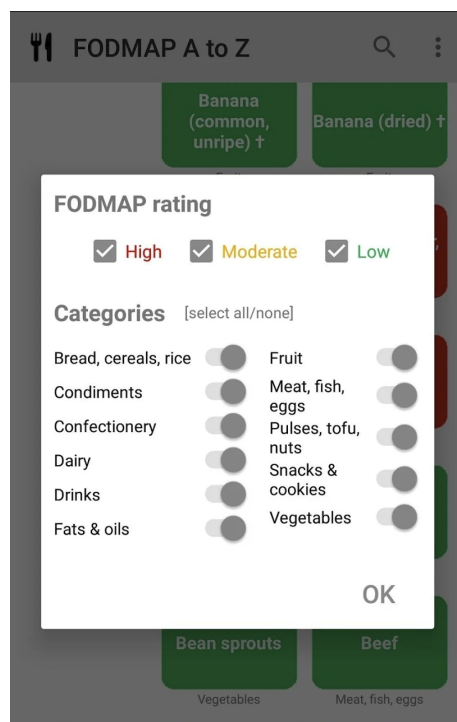 FODMAP A to Z
Banana
(common,
unripe) †
Banana (dried) †
FODMAP rating
High
Moderate
Low
Categories
[select all/none]
Bread, cereals, rice
Fruit
Condiments
Meat, fish,
eggs
Confectionery
Pulses, tofu,
nuts
Dairy
Snacks &
cookies
Drinks
Vegetables
Fats & oils
OK
Bean sprouts
Beef
Vegetables
Meat, fish, eggs